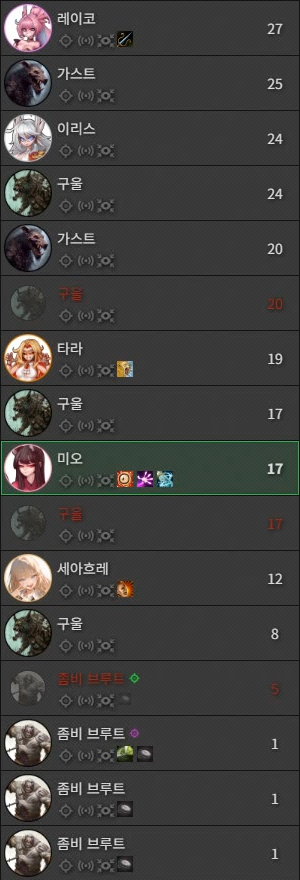 레이코 27
가스트 25
이리스 24
구울 24
가스트 20
구울 20
타라 19
구울 17
미오 17
구울 17
세아흐레 12
구울 8
좀비 브루트 5
좀비 브루트 1
좀비 브루트 1
좀비 브루트 1